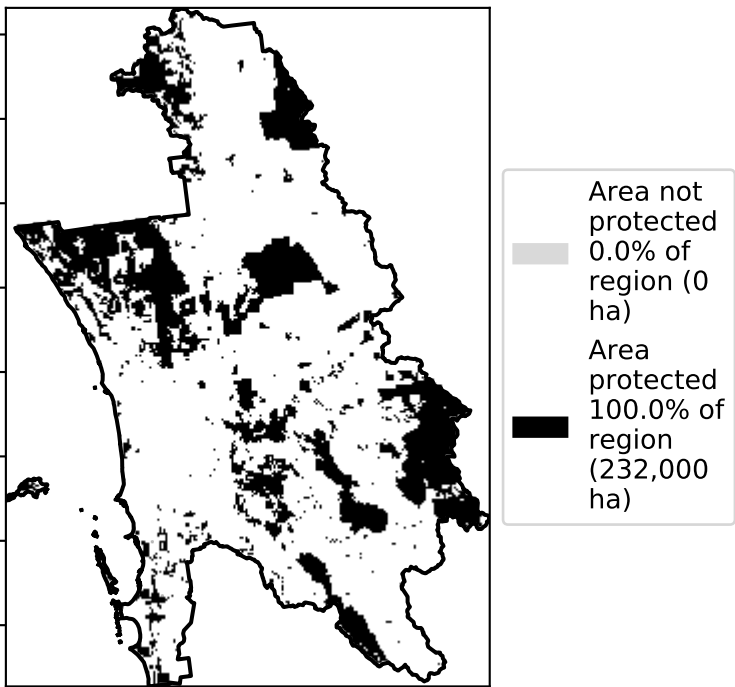 Area not
protected
0.0% of
region (0
ha)
Area
protected
100.0% of
region
(232,000
ha)